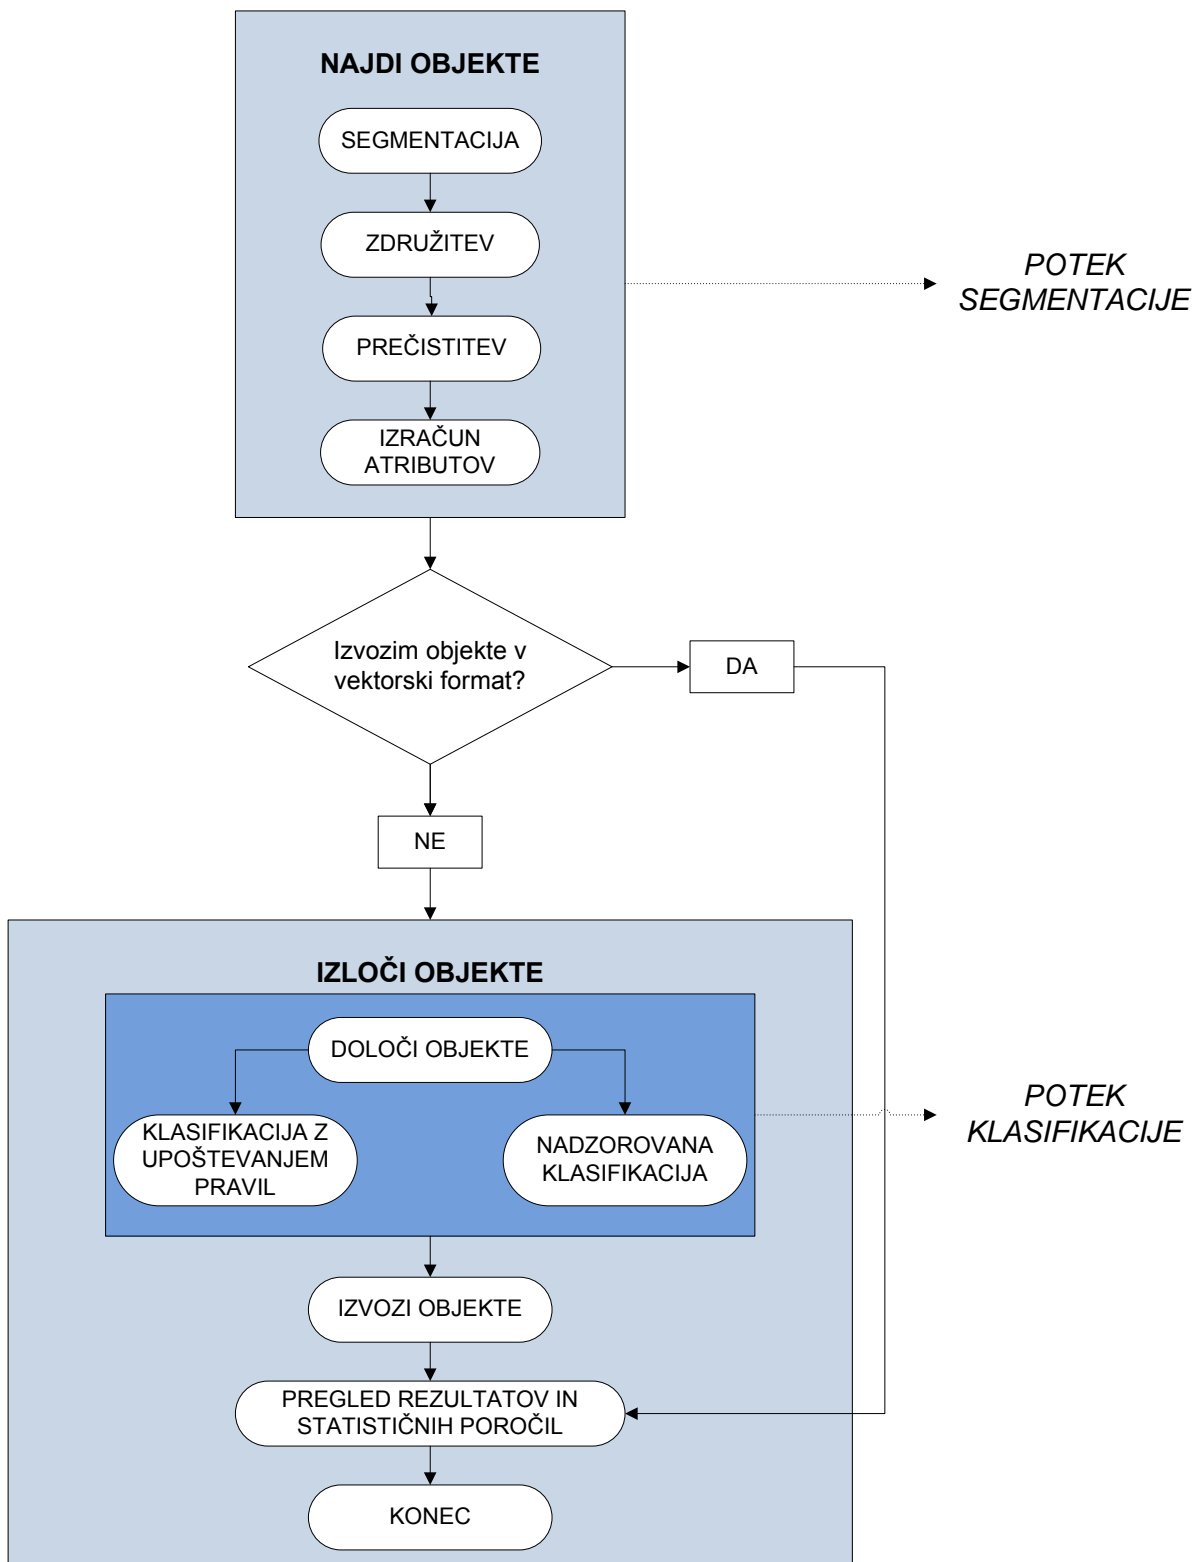 NAJDI OBJEKTE
SEGMENTACIJA
ZDRUŽITEV
POTEK
SEGMENTACIJE
PREČISTITEV
IZRAČUN
ATRIBUTOV
Izvozim objekte v
vektorski format?
DA
NE
IZLOČI OBJEKTE
DOLOČI OBJEKTE
KLASIFIKACIJA Z
UPOŠTEVANJEM
PRAVIL
NADZOROVANA
KLASIFIKACIJA
POTEK
KLASIFIKACIJE
IZVOZI OBJEKTE
PREGLED REZULTATOV IN
STATISTIČNIH POROČIL
KONEC